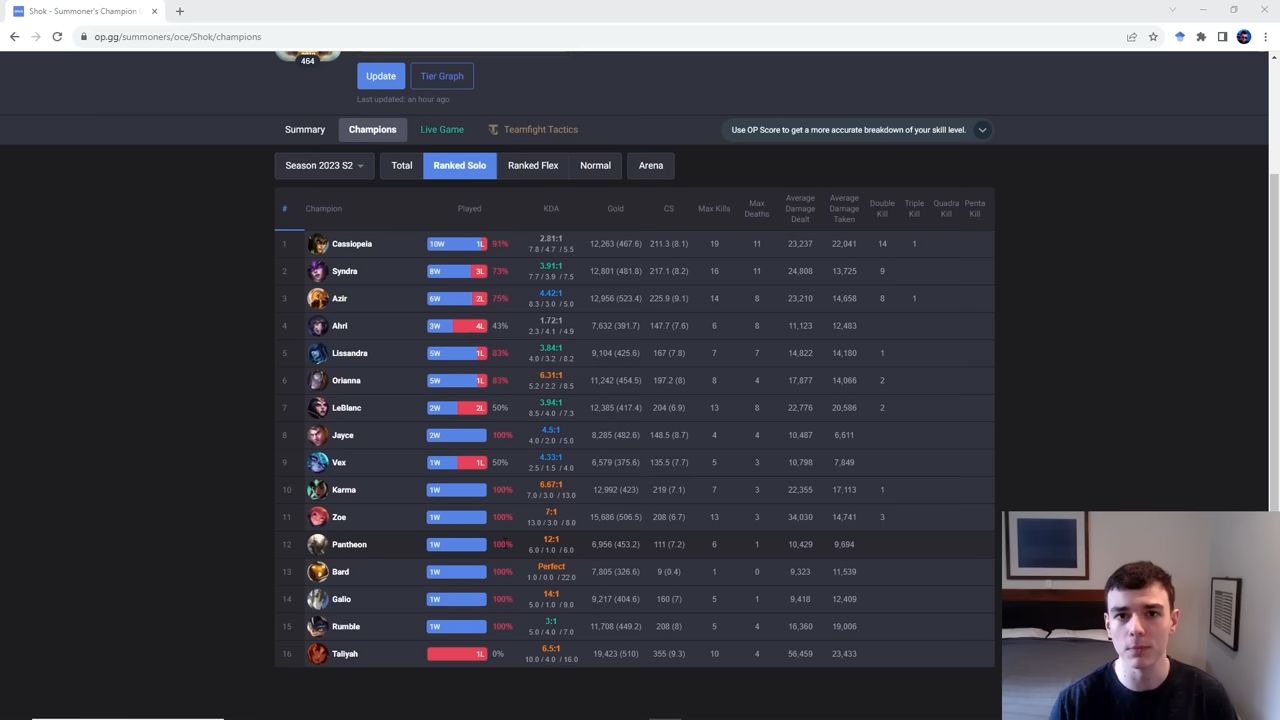 Shok - Summoner's Champion
op.gg/summoners/oce/Shok/champions
464
Update Tier Graph
Last updated: an hour ago
Summary Champions Live Game Teamfight Tactics Use OP Score to get a more accurate breakdown of your skill level.
Season 2023 S2 Total Ranked Solo Ranked Flex Normal Arena
# Champion Played KDA Gold CS Max Kills Max Deaths Average Damage Dealt Average Damage Taken Double Kill Triple Kill Quadra Kill Penta Kill
1 Cassiopeia 10W 1L 91% 2.81:1 12,263 (467.6) 211.3 (8.1) 19 11 23,237 22,041 14 1
7.8 / 4.7 / 5.5
2 Syndra 8W 3L 73% 3.91:1 12,801 (481.8) 217.1 (8.2) 16 11 24,808 13,725 9
7.7 / 3.9 / 7.5
3 Azir 6W 2L 75% 4.42:1 12,956 (523.4) 225.9 (9.1) 14 8 23,210 14,658 8 1
8.3 / 3.0 / 5.0
4 Ahri 3W 4L 43% 1.72:1 7,632 (391.7) 147.7 (7.6) 6 8 11,123 12,483
2.3 / 4.1 / 4.9
5 Lissandra 5W 1L 83% 3.84:1 9,104 (425.6) 167 (7.8) 7 7 14,822 14,180 1
4.0 / 3.2 / 8.2
6 Orianna 5W 1L 83% 6.31:1 11,242 (454.5) 197.2 (8) 8 4 17,877 14,066 2
5.2 / 2.2 / 8.5
7 LeBlanc 2W 2L 50% 3.94:1 12,385 (417.4) 204 (6.9) 13 8 22,776 20,586 2
8.5 / 4.0 / 7.3
8 Jayce 2W 100% 4.5:1 8,285 (482.6) 148.5 (8.7) 4 4 10,487 6,611
4.0 / 2.0 / 5.0
9 Vex 1W 1L 50% 4.33:1 6,579 (375.6) 135.5 (7.7) 5 3 10,798 7,849
2.5 / 1.5 / 4.0
10 Karma 1W 100% 6.67:1 12,992 (423) 219 (7.1) 7 3 22,355 17,113 1
7.0 / 3.0 / 13.0
11 Zoe 1W 100% 7:1 15,686 (506.5) 208 (6.7) 13 3 34,030 14,741 3
13.0 / 3.0 / 8.0
12 Pantheon 1W 100% 12:1 6,956 (453.2) 111 (7.2) 6 1 10,429 9,694
6.0 / 1.0 / 6.0
13 Bard 1W 100% Perfect 7,805 (326.6) 9 (0.4) 1 0 9,323 11,539
1.0 / 0.0 / 22.0
14 Galio 1W 100% 14:1 9,217 (404.6) 160 (7) 5 1 9,418 12,409
5.0 / 1.0 / 9.0
15 Rumble 1W 100% 3:1 11,708 (449.2) 208 (8) 5 4 16,360 19,006
5.0 / 4.0 / 7.0
16 Taliyah 1L 0% 6.5:1 19,423 (510) 355 (9.3) 10 4 56,459 23,433
10.0 / 4.0 / 16.0